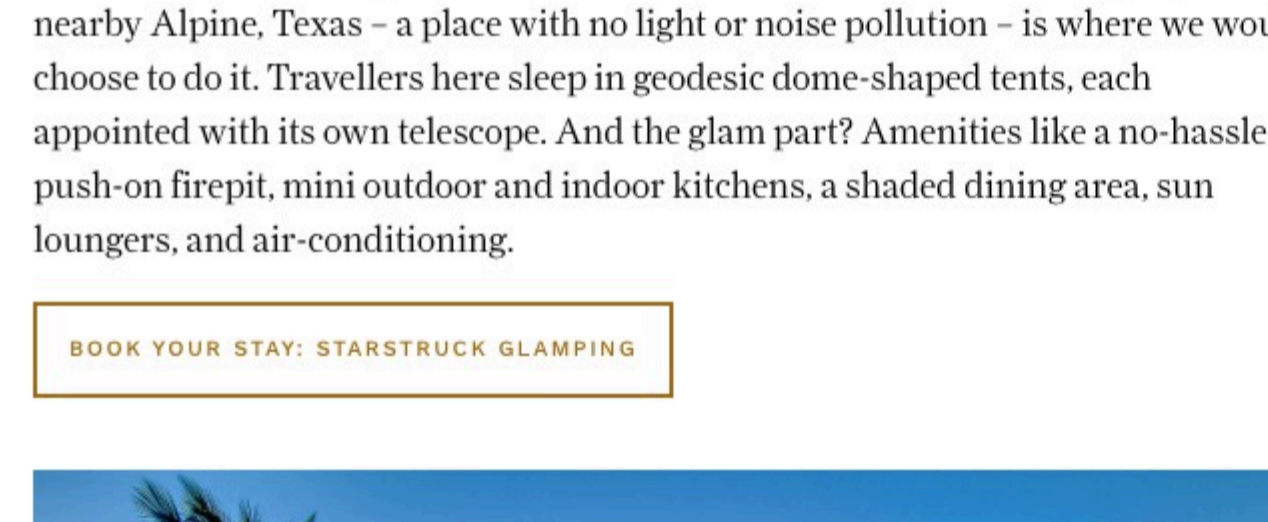 nearby Alpine, Texas – a place with no light or noise pollution – is where we
choose to do it. Travellers here sleep in geodesic dome-shaped tents, each
appointed with its own telescope. And the glam part? Amenities like a no-hassle
push-on firepit, mini outdoor and indoor kitchens, a shaded dining area, sun
loungers, and air-conditioning.
BOOK YOUR STAY: STARSTRUCK GLAMPING